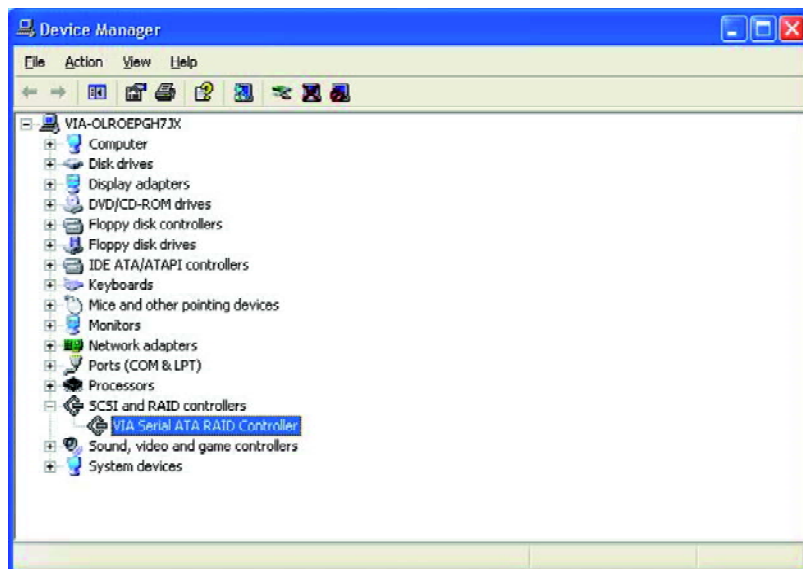 Device Manager
File Action View Help
VIA-OLROEPGH7JX
Computer
Disk drives
Display adapters
DVD/CD-ROM drives
Floppy disk controllers
Floppy disk drives
IDE ATA/ATAPI controllers
Keyboards
Mice and other pointing devices
Monitors
Network adapters
Ports (COM & LPT)
Processors
SCSI and RAID controllers
VIA Serial ATA RAID Controller
Sound, video and game controllers
System devices